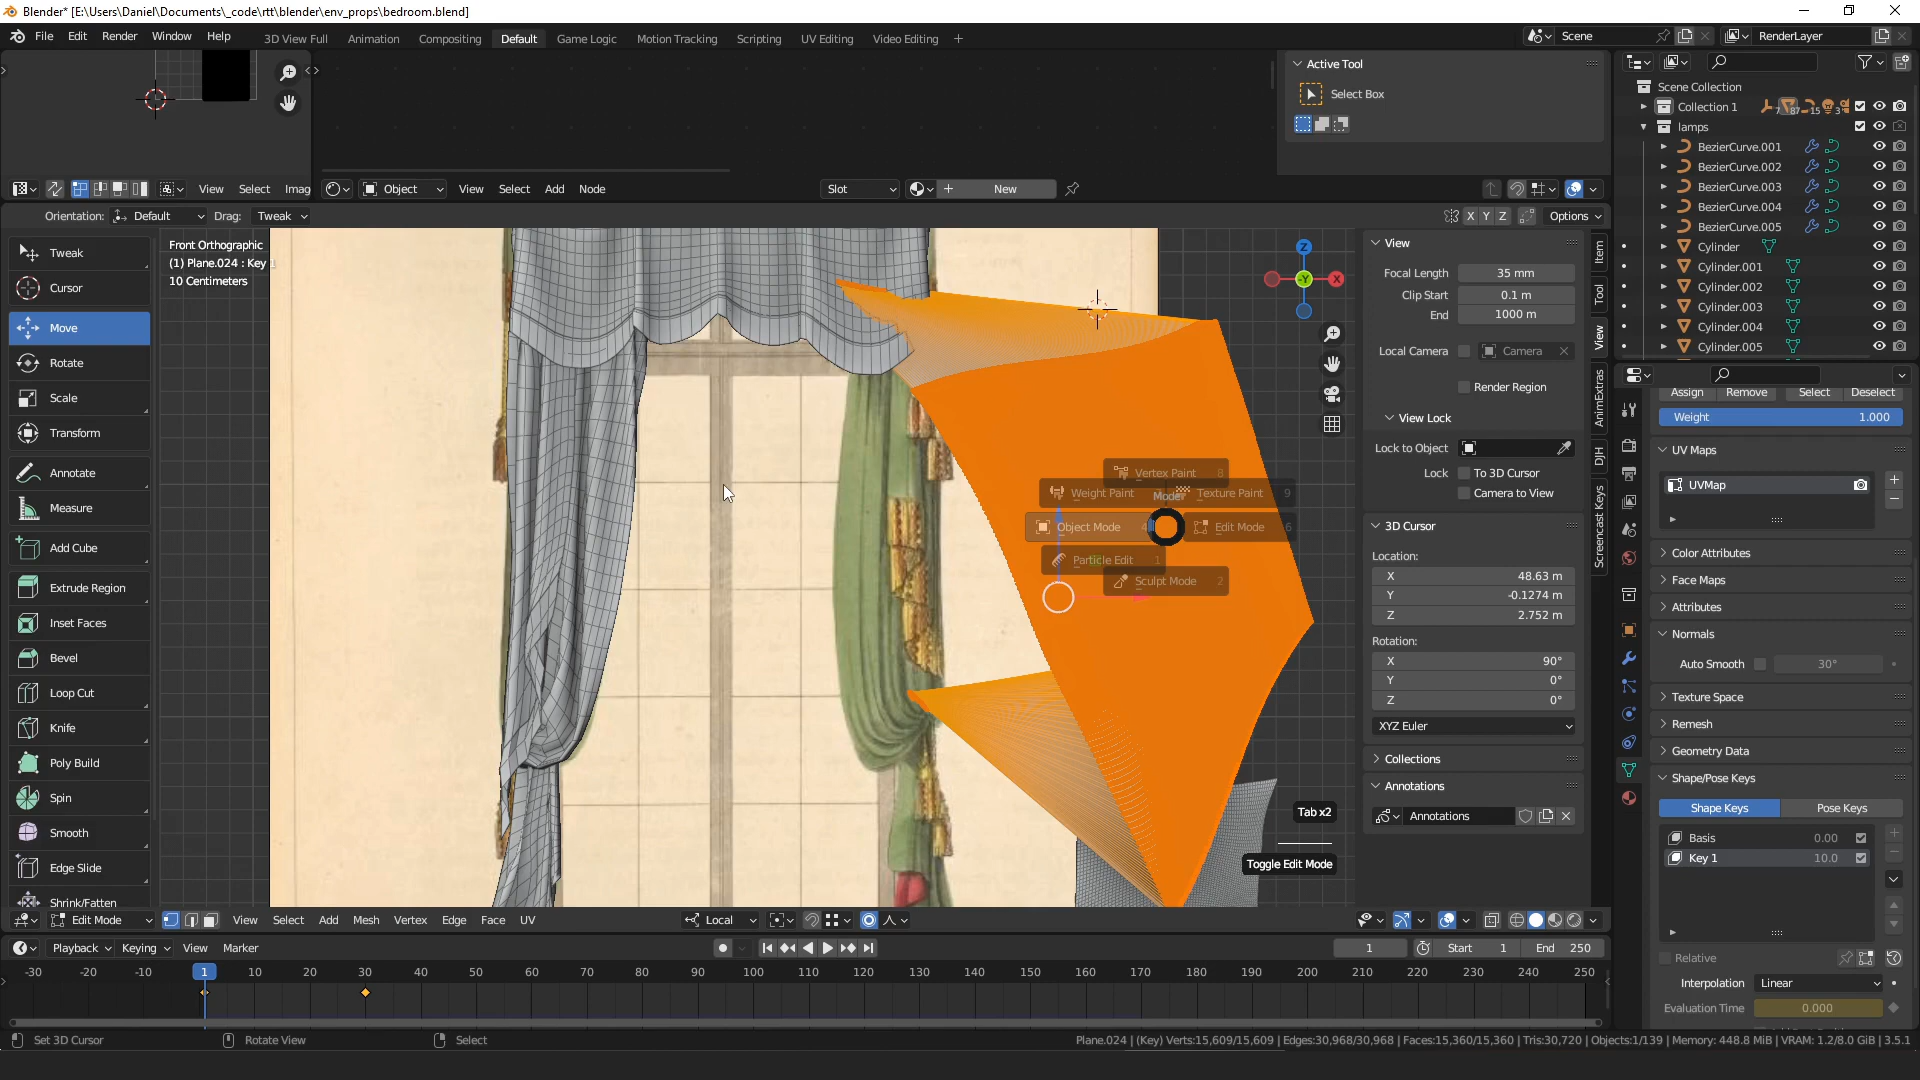 Blender* [E:\Users\Daniel\Documents\_code\rtt\blender\env_props\bedroom.blend]
File Edit Render Window Help 3D View Full Animation Compositing Default Game Logic Motion Tracking Scripting UV Editing Video Editing + Scene RenderLayer
View Select Imag Object View Select Add Node Slot New
Active Tool
Select Box
Scene Collection
Collection 1 7 87 15 3
lamps
BezierCurve.001
BezierCurve.002
BezierCurve.003
BezierCurve.004
BezierCurve.005
Cylinder
Cylinder.001
Cylinder.002
Cylinder.003
Cylinder.004
Cylinder.005
Orientation: Default Drag: Tweak X Y Z Options
Tweak
Cursor
Move
Rotate
Scale
Transform
Annotate
Measure
Add Cube
Extrude Region
Inset Faces
Bevel
Loop Cut
Knife
Poly Build
Spin
Smooth
Edge Slide
Shrink/Fatten
Front Orthographic
(1) Plane.024 : Key 1
10 Centimeters
Z
X
-Y
Vertex Paint 8
Weight Paint
Mode
Texture Paint 9
Object Mode 4
Edit Mode 6
Particle Edit 1
Sculpt Mode 2
Tab x2
Toggle Edit Mode
View
Focal Length 35 mm
Clip Start 0.1 m
End 1000 m
Local Camera Camera
Render Region
View Lock
Lock to Object
Lock To 3D Cursor
Camera to View
3D Cursor
Location:
X 48.63 m
Y -0.1274 m
Z 2.752 m
Rotation:
X 90°
Y 0°
Z 0°
XYZ Euler
Collections
Annotations
Annotations
Item
Tool
View
AnimExtras
DJH
Screencast Keys
Assign Remove Select Deselect
Weight 1.000
UV Maps
UVMap
Color Attributes
Face Maps
Attributes
Normals
Auto Smooth 30°
Texture Space
Remesh
Geometry Data
Shape/Pose Keys
Shape Keys Pose Keys
Basis 0.00
Key 1 10.0
Relative
Interpolation Linear
Evaluation Time 0.000
Edit Mode View Select Add Mesh Vertex Edge Face UV Local
Playback Keying View Marker 1 Start 1 End 250
-30 -20 -10 1 10 20 30 40 50 60 70 80 90 100 110 120 130 140 150 160 170 180 190 200 210 220 230 240 250
Set 3D Cursor Rotate View Select Plane.024 | (Key) Verts:15,609/15,609 | Edges:30,968/30,968 | Faces:15,360/15,360 | Tris:30,720 | Objects:1/139 | Memory: 448.8 MiB | VRAM: 1.2/8.0 GiB | 3.5.1